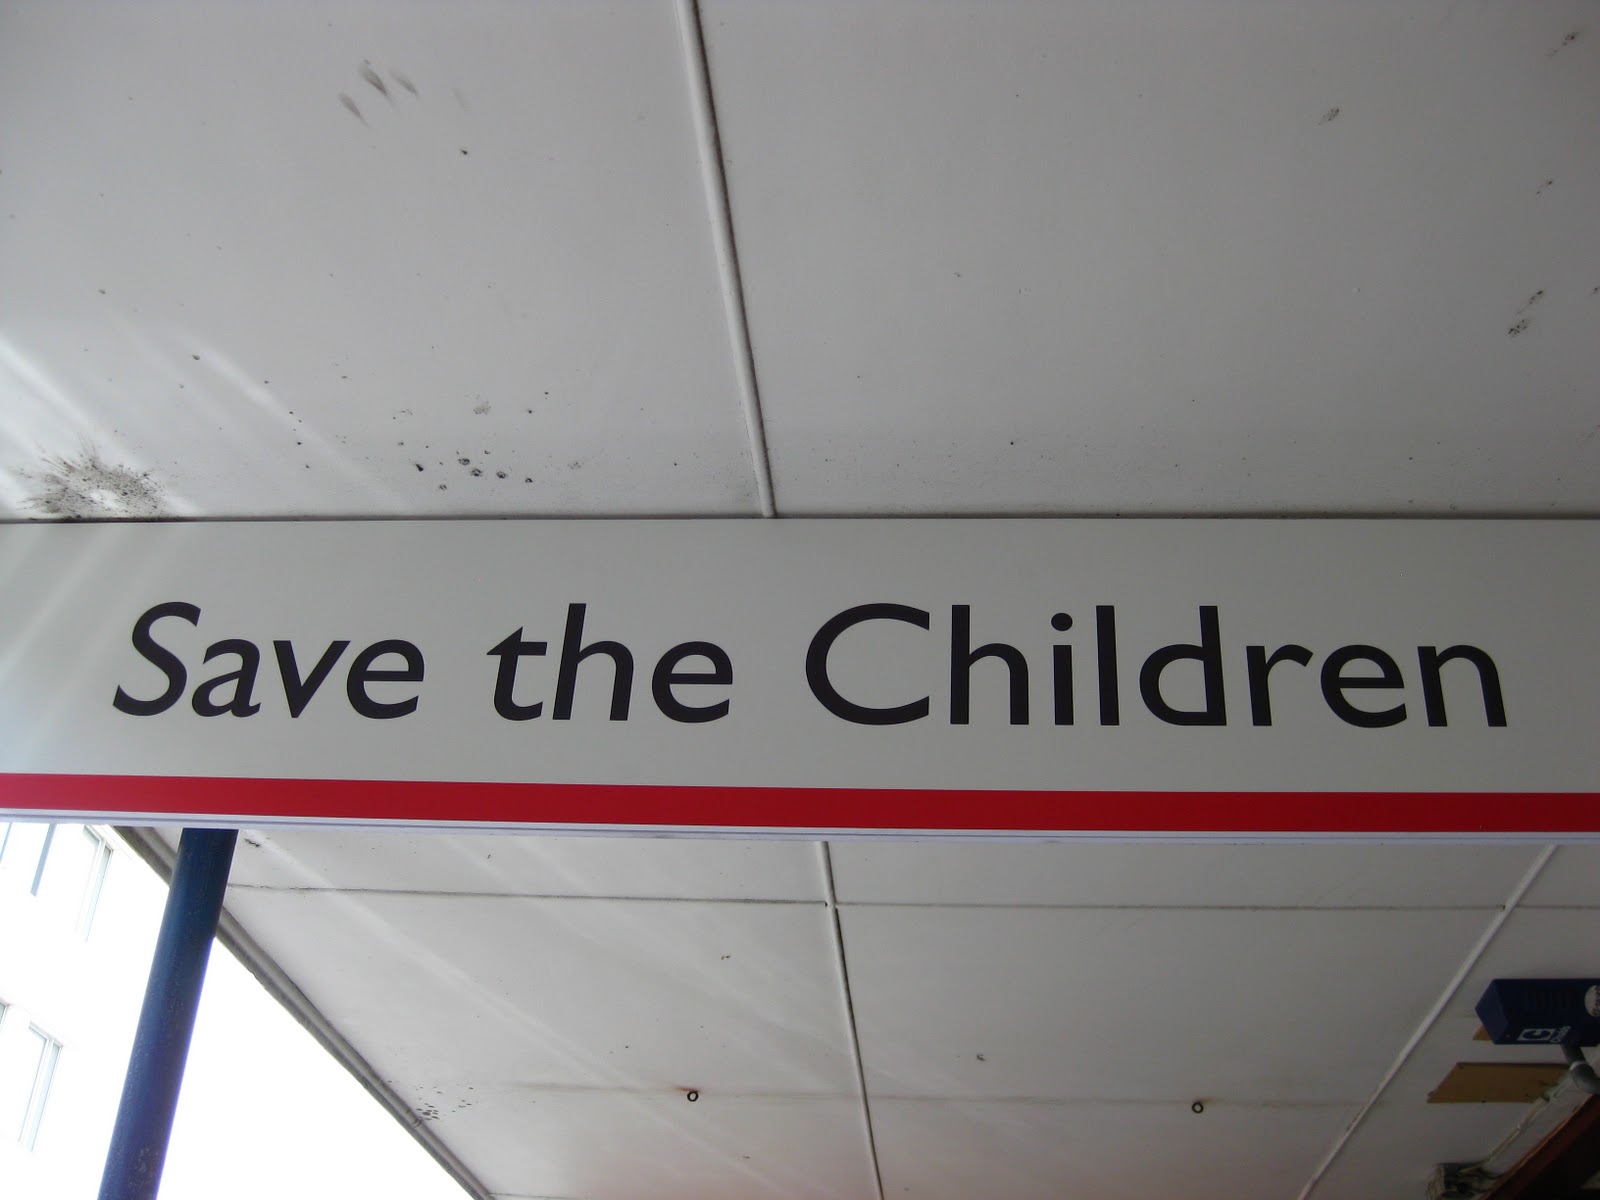 Save the Children